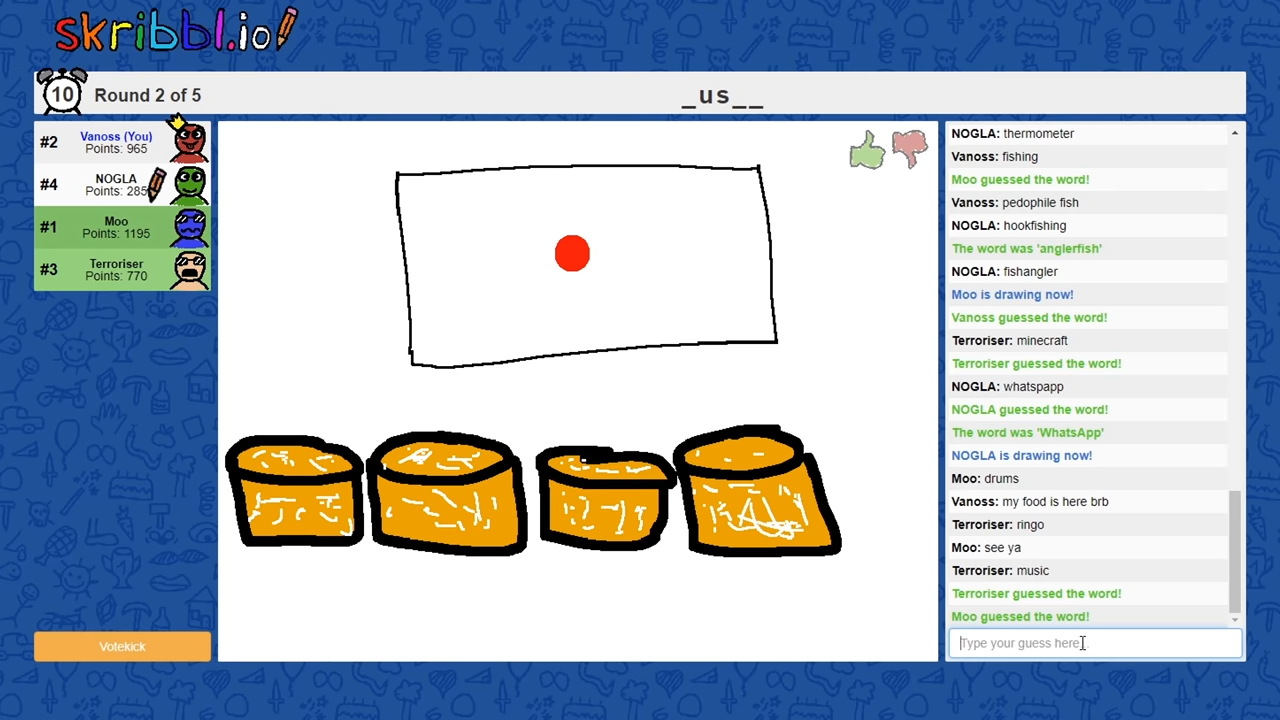 skribbl.io
10 Round 2 of 5 _us__
#2 Vanoss (You)
Points: 965
#4 NOGLA
Points: 285
#1 Moo
Points: 1195
#3 Terroriser
Points: 770
Votekick
NOGLA: thermometer
Vanoss: fishing
Moo guessed the word!
Vanoss: pedophile fish
NOGLA: hookfishing
The word was 'anglerfish'
NOGLA: fishangler
Moo is drawing now!
Vanoss guessed the word!
Terroriser: minecraft
Terroriser guessed the word!
NOGLA: whatspapp
NOGLA guessed the word!
The word was 'WhatsApp'
NOGLA is drawing now!
Moo: drums
Vanoss: my food is here brb
Terroriser: ringo
Moo: see ya
Terroriser: music
Terroriser guessed the word!
Moo guessed the word!
Type your guess here...